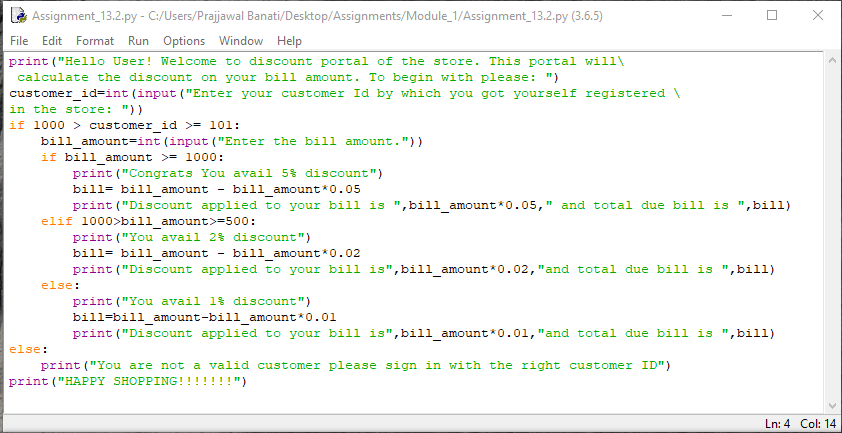 Assignment_13.2.py - C:/Users/Prajjawal Banati/Desktop/Assignments/Module_1/Assignment_13.2.py (3.6.5)
File Edit Format Run Options Window Help
print("Hello User! Welcome to discount portal of the store. This portal will\
 calculate the discount on your bill amount. To begin with please: ")
customer_id=int(input("Enter your customer Id by which you got yourself registered \
in the store: "))
if 1000 > customer_id >= 101:
    bill_amount=int(input("Enter the bill amount."))
    if bill_amount >= 1000:
        print("Congrats You avail 5% discount")
        bill= bill_amount - bill_amount*0.05
        print("Discount applied to your bill is ",bill_amount*0.05," and total due bill is ",bill)
    elif 1000>bill_amount>=500:
        print("You avail 2% discount")
        bill= bill_amount - bill_amount*0.02
        print("Discount applied to your bill is",bill_amount*0.02,"and total due bill is ",bill)
    else:
        print("You avail 1% discount")
        bill=bill_amount-bill_amount*0.01
        print("Discount applied to your bill is",bill_amount*0.01,"and total due bill is ",bill)
else:
    print("You are not a valid customer please sign in with the right customer ID")
print("HAPPY SHOPPING!!!!!!!")
Ln: 4 Col: 14